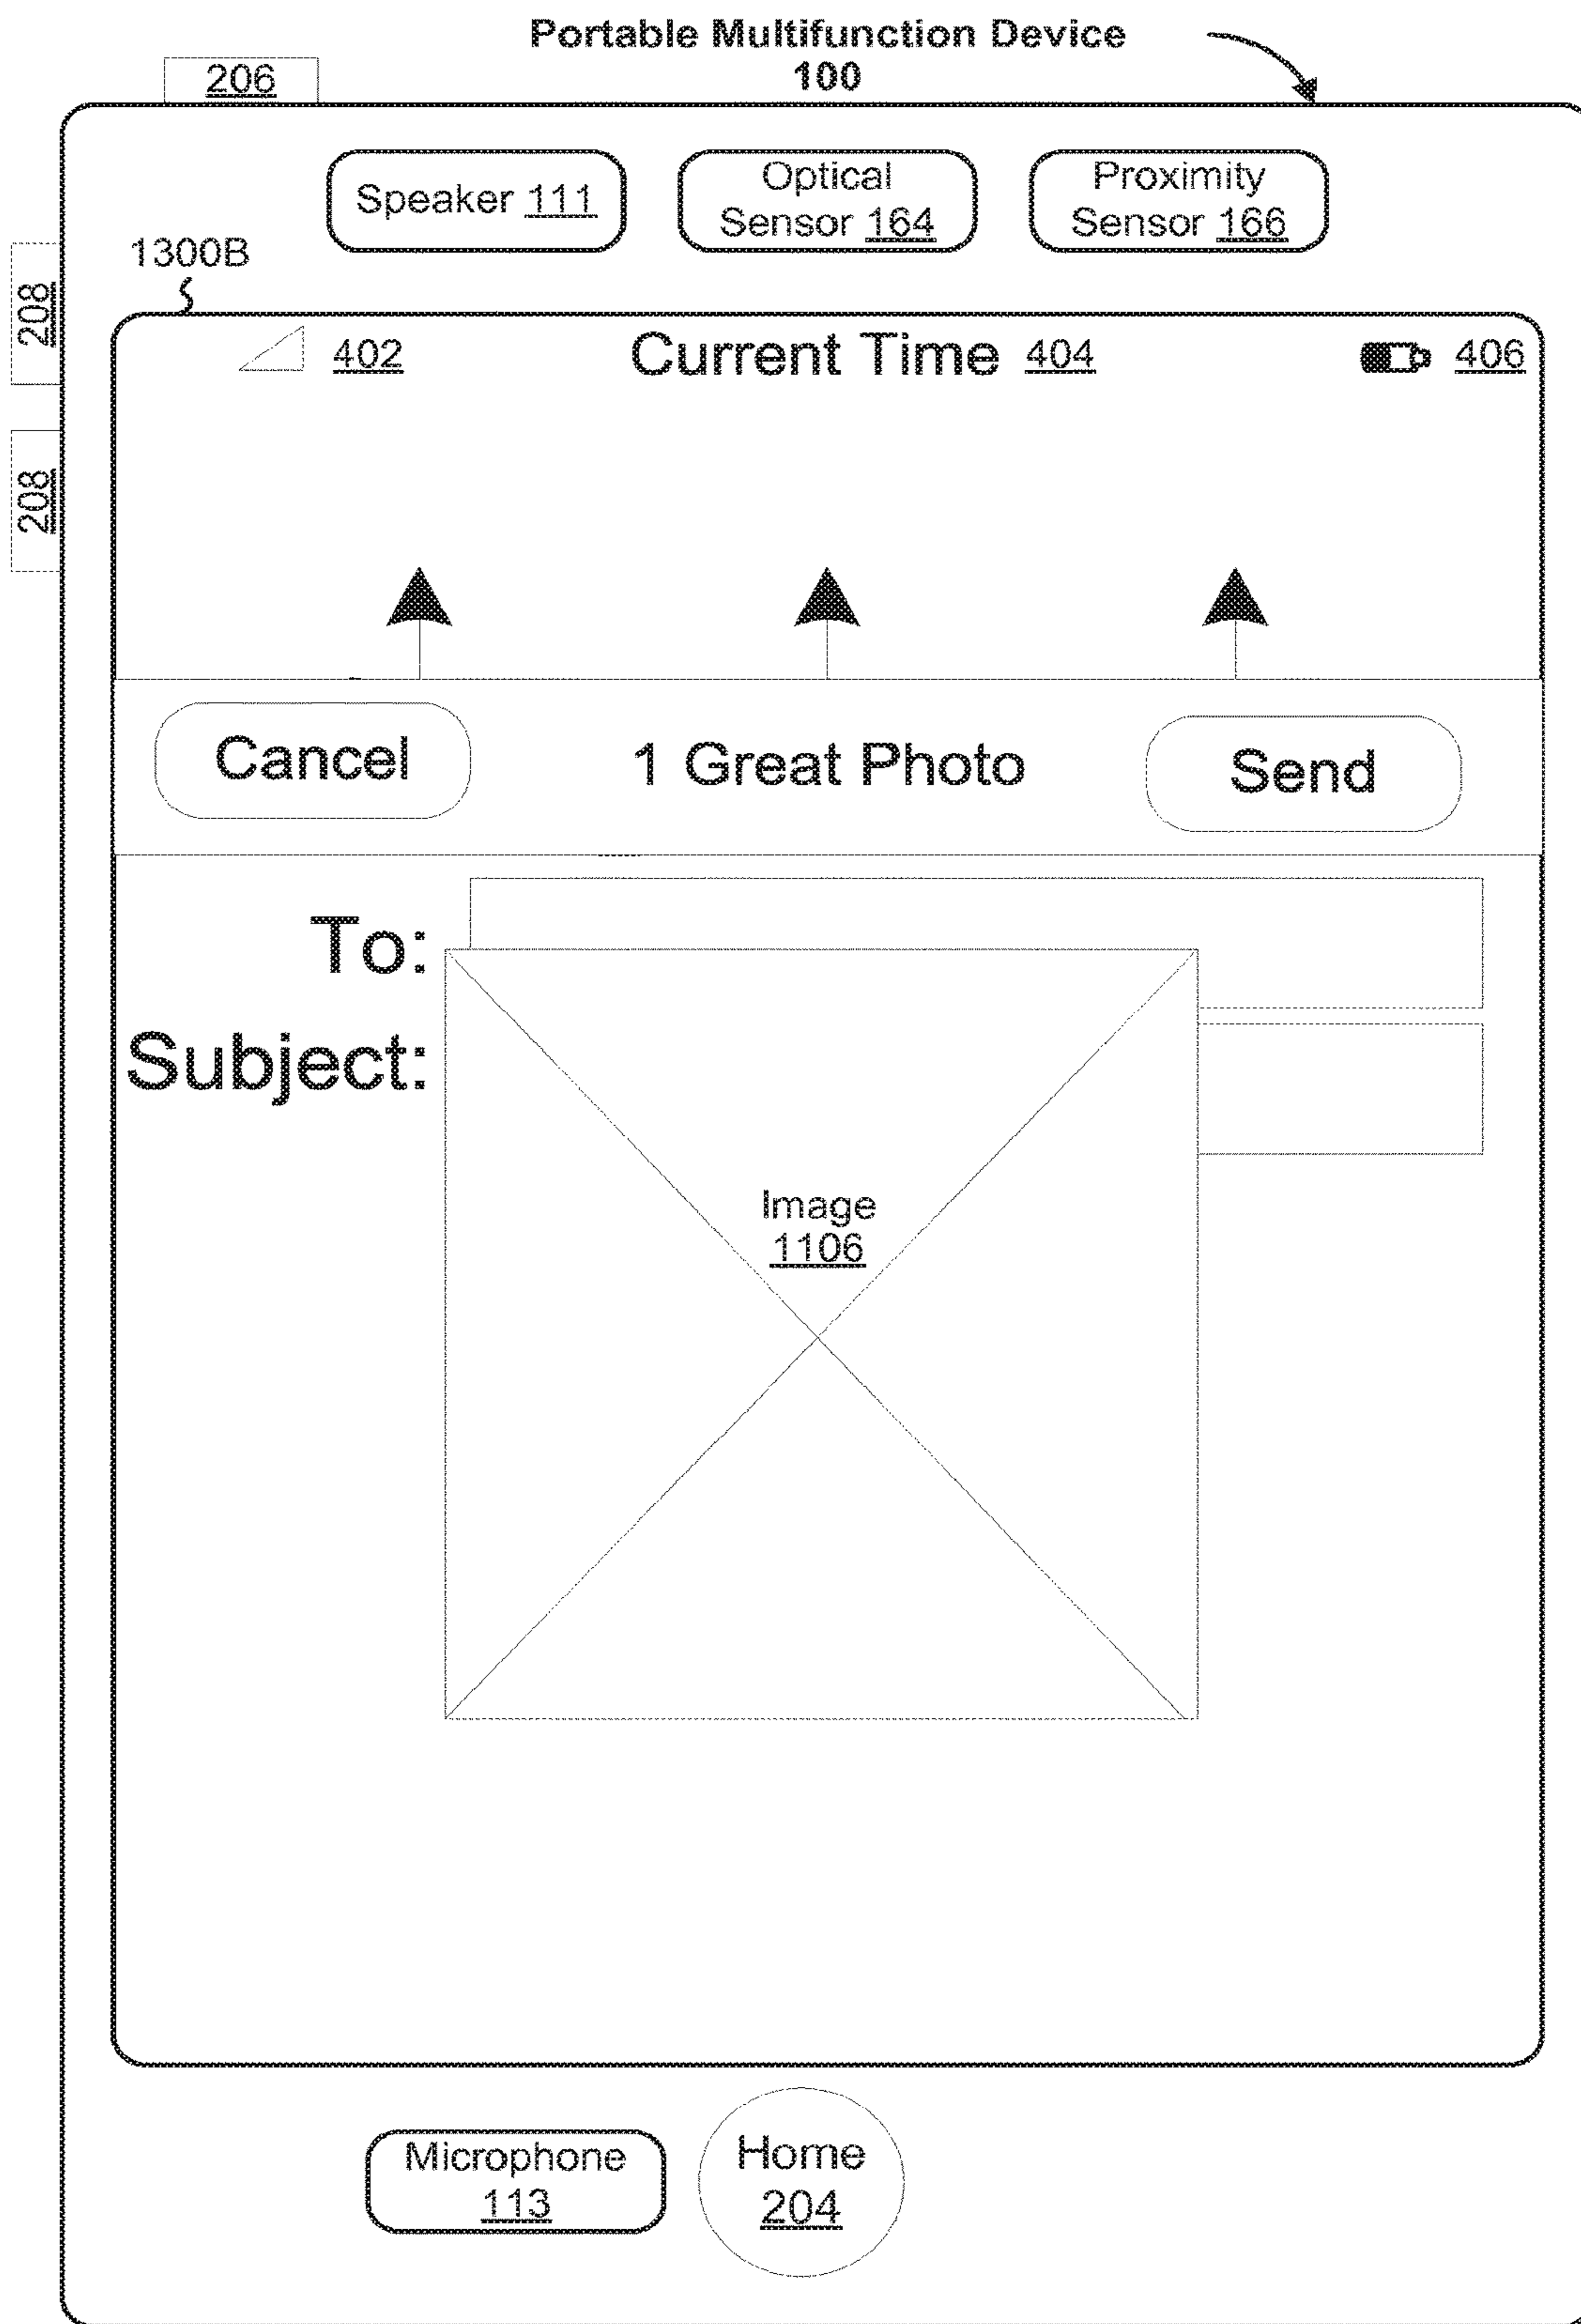 Portable Multifunction Device
100
206
Speaker 111
Optical
Sensor 164
Proximity
Sensor 166
1300B
208
208
402
Current Time 404
406
Cancel
1 Great Photo
Send
To:
Subject:
Image
1106
Microphone
113
Home
204